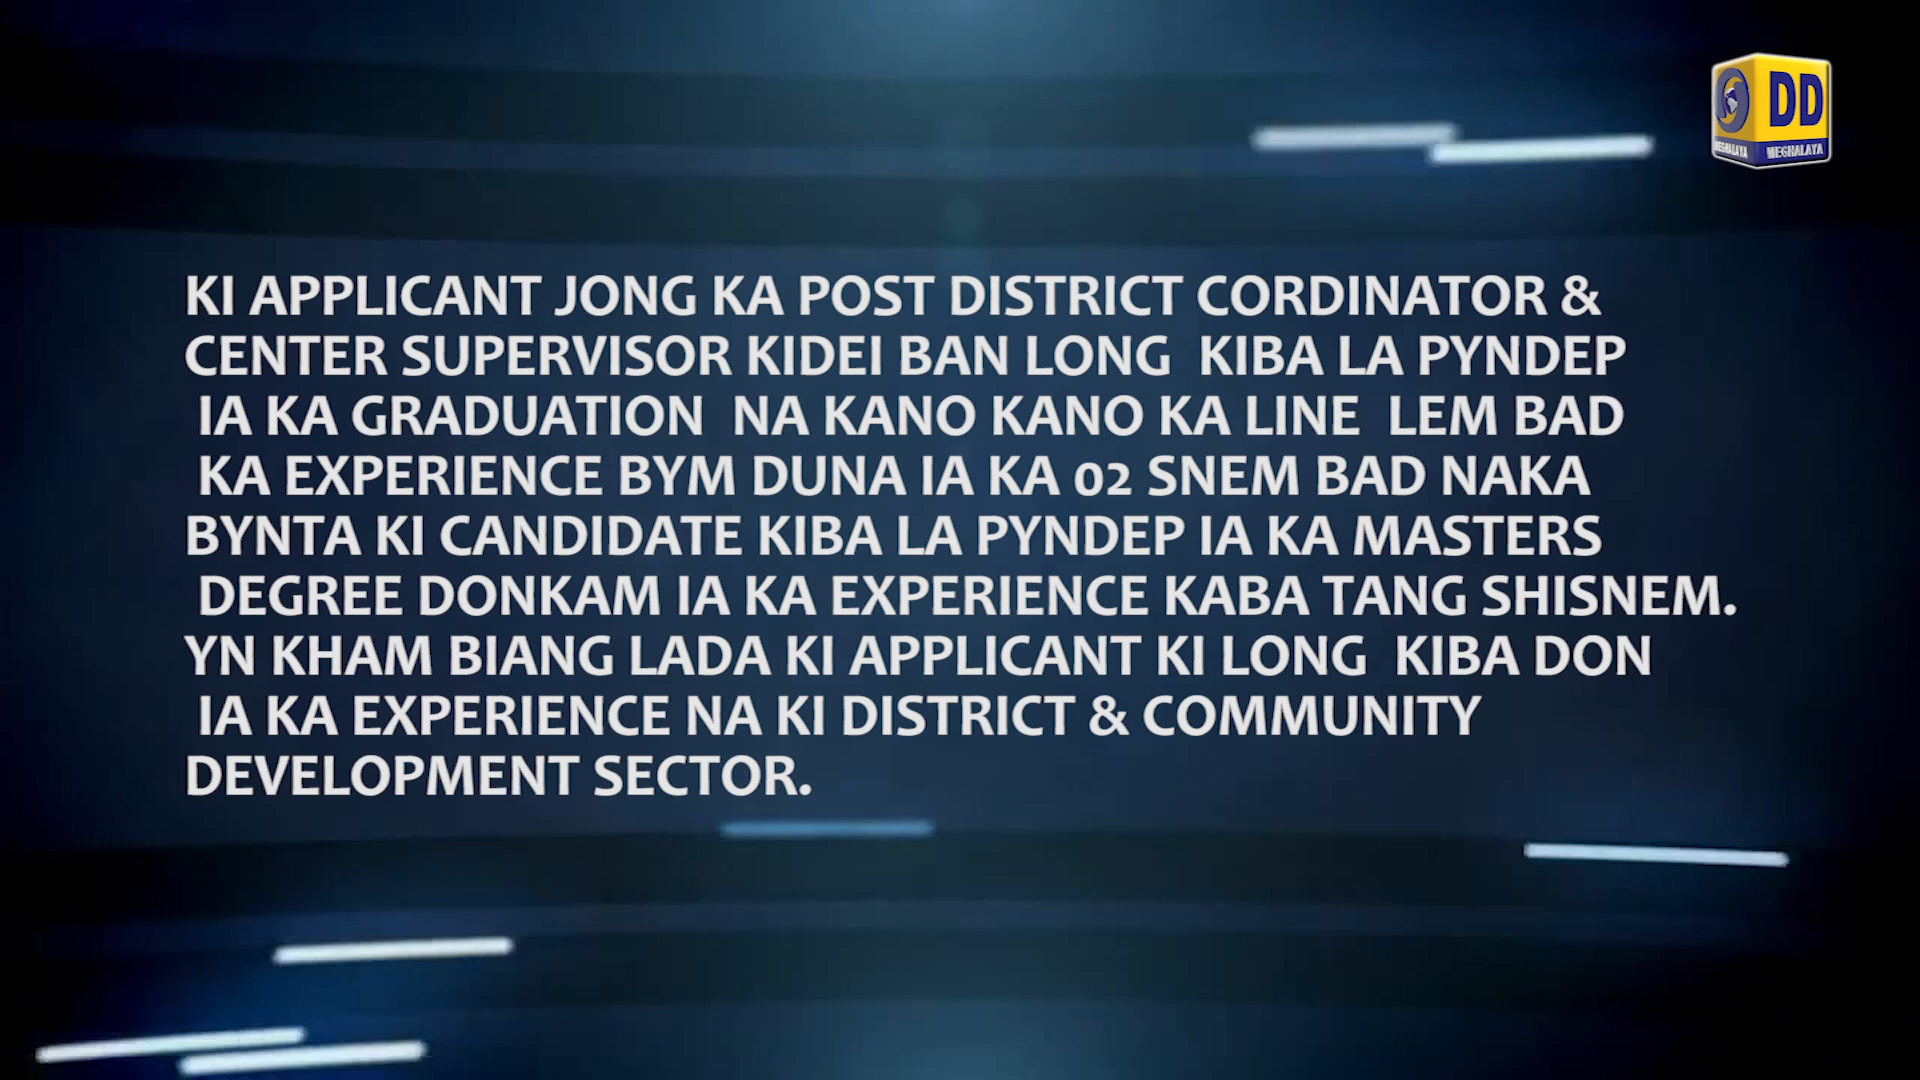 DD
MEGHALAYA
MEGHALAYA
KI APPLICANT JONG KA POST DISTRICT CORDINATOR &
CENTER SUPERVISOR KIDEI BAN LONG KIBA LA PYNDEP
IA KA GRADUATION NA KANO KANO KA LINE LEM BAD
KA EXPERIENCE BYM DUNA IA KA 02 SNEM BAD NAKA
BYNTA KI CANDIDATE KIBA LA PYNDEP IA KA MASTERS
DEGREE DONKAM IA KA EXPERIENCE KABA TANG SHISNEM.
YN KHAM BIANG LADA KI APPLICANT KI LONG KIBA DON
IA KA EXPERIENCE NA KI DISTRICT & COMMUNITY
DEVELOPMENT SECTOR.